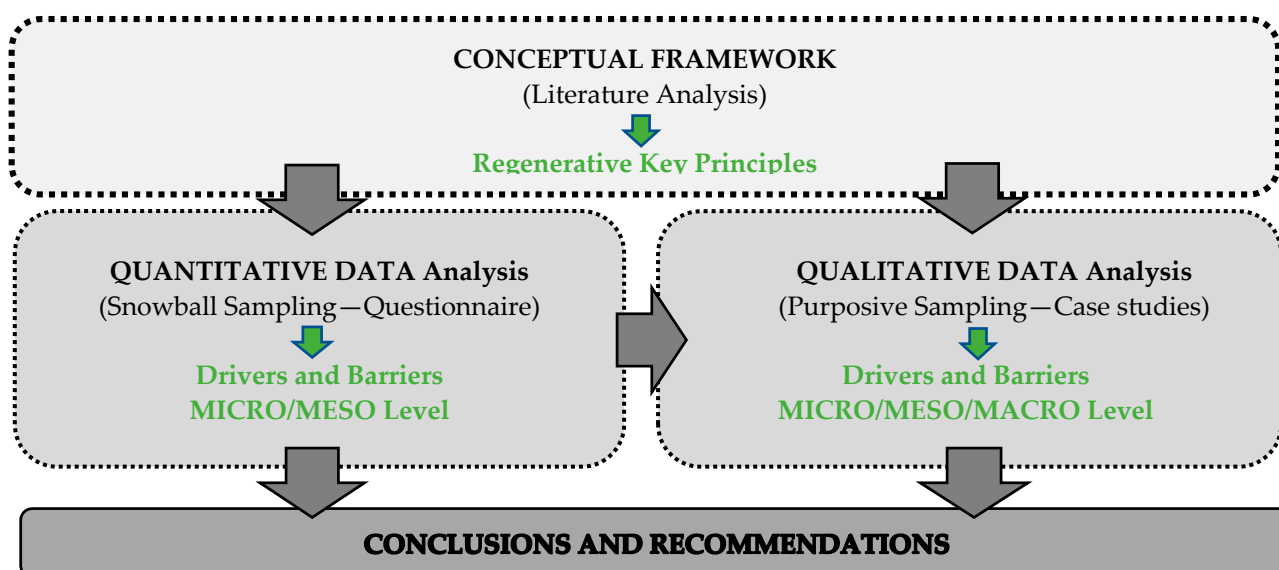 CONCEPTUAL FRAMEWORK
(Literature Analysis)
Regenerative Key Principles
QUANTITATIVE DATA Analysis
(Snowball Sampling—Questionnaire)
Drivers and Barriers
MICRO/MESO Level
QUALITATIVE DATA Analysis
(Purposive Sampling—Case studies)
Drivers and Barriers
MICRO/MESO/MACRO Level
CONCLUSIONS AND RECOMMENDATIONS